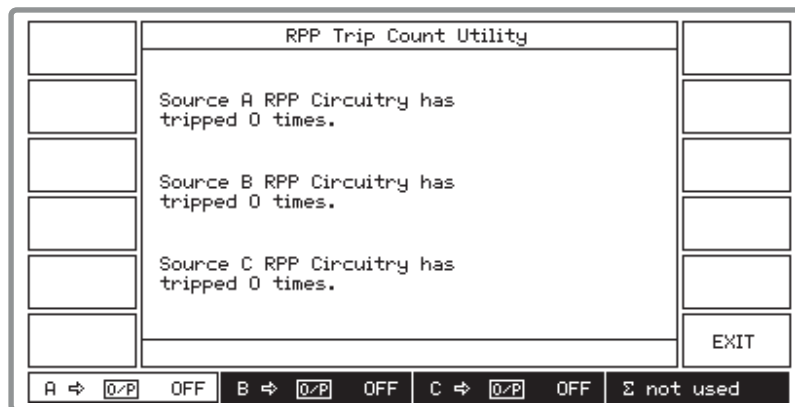 RPP Trip Count Utility
Source A RPP Circuitry has
tripped 0 times.
Source B RPP Circuitry has
tripped 0 times.
Source C RPP Circuitry has
tripped 0 times.
EXIT
A ⇨ O/P OFF B ⇨ O/P OFF C ⇨ O/P OFF Σ not used